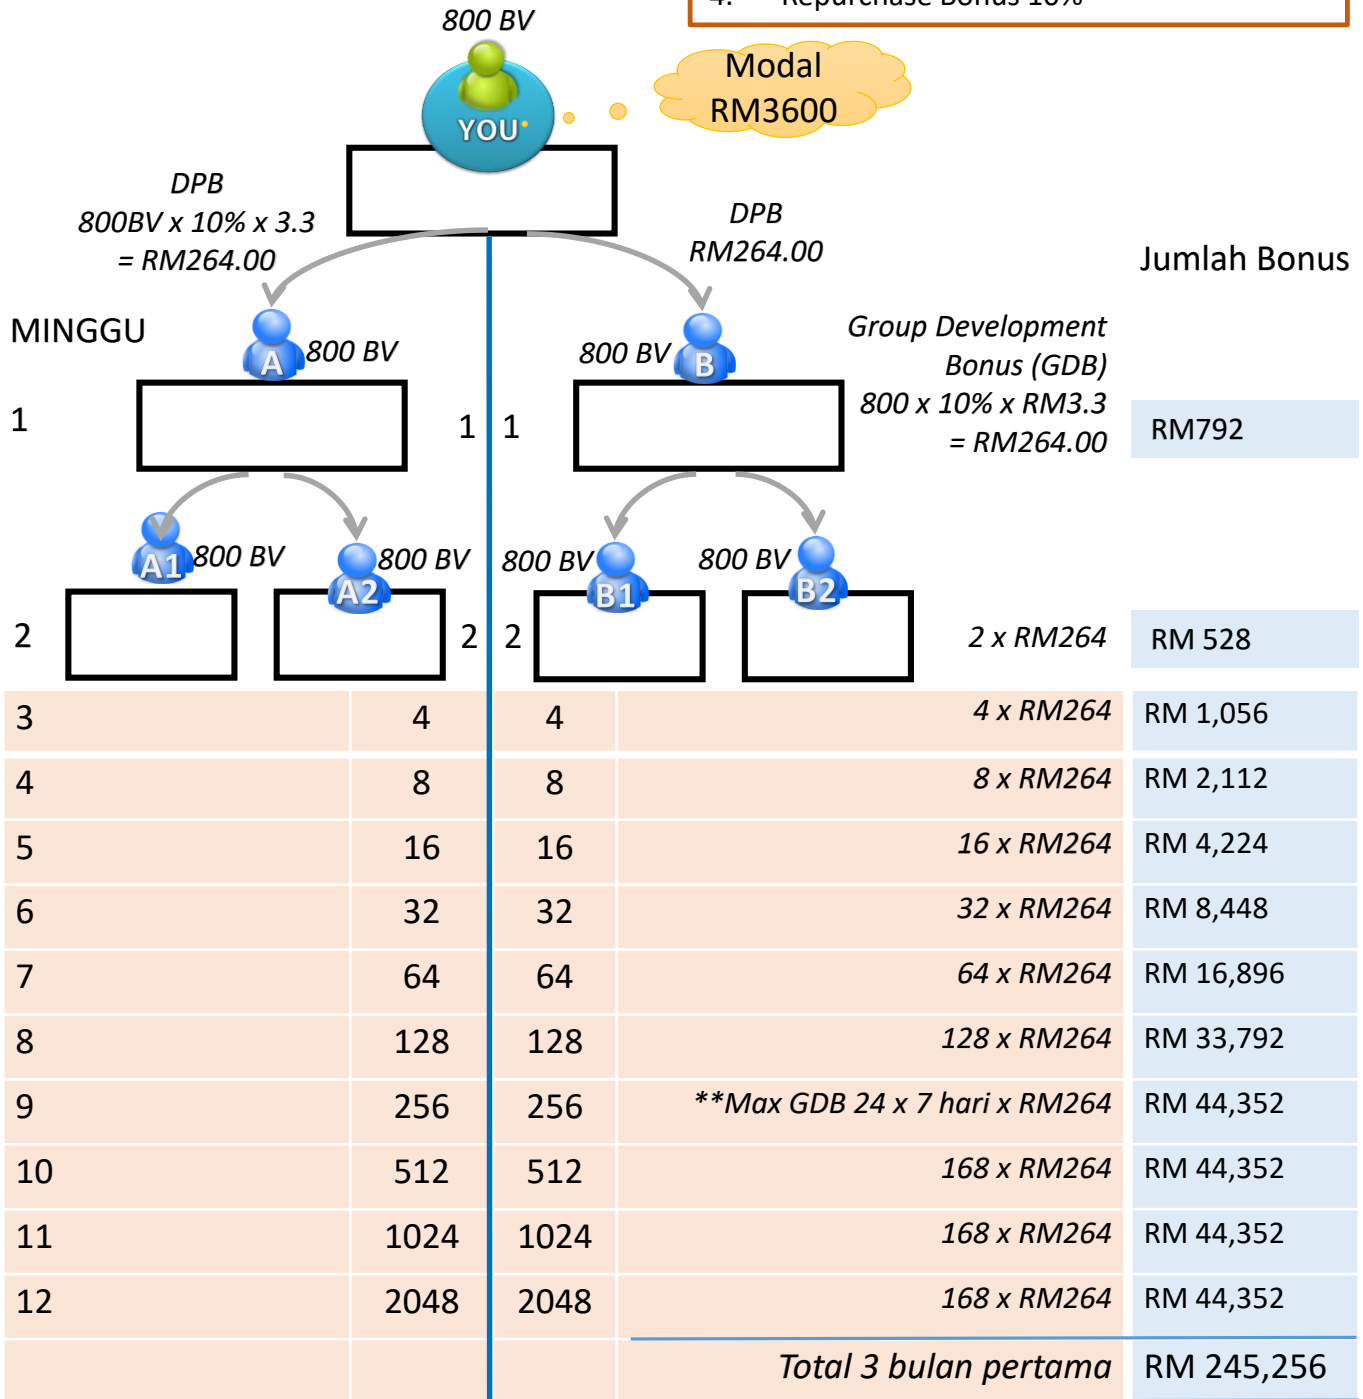 4. Repurchase Bonus 10%
800 BV
Modal
RM3600
YOU
DPB
800BV x 10% x 3.3
= RM264.00
DPB
RM264.00
Jumlah Bonus
MINGGU
A
800 BV
800 BV
B
Group Development
Bonus (GDB)
800 x 10% x RM3.3
= RM264.00
1
1
1
RM792
A1
800 BV
A2
800 BV
800 BV
B1
800 BV
B2
2
2
2
2 x RM264
RM 528
3 4 4 4 x RM264 RM 1,056
4 8 8 8 x RM264 RM 2,112
5 16 16 16 x RM264 RM 4,224
6 32 32 32 x RM264 RM 8,448
7 64 64 64 x RM264 RM 16,896
8 128 128 128 x RM264 RM 33,792
9 256 256 **Max GDB 24 x 7 hari x RM264 RM 44,352
10 512 512 168 x RM264 RM 44,352
11 1024 1024 168 x RM264 RM 44,352
12 2048 2048 168 x RM264 RM 44,352
Total 3 bulan pertama RM 245,256